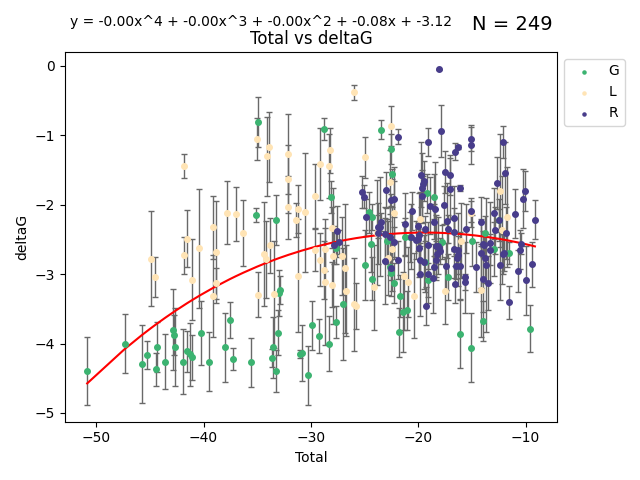 y = -0.00x^4 + -0.00x^3 + -0.00x^2 + -0.08x + -3.12
N = 249
Total vs deltaG
G
L
R
deltaG
0
−1
−2
−3
−4
−5
−50
−40
−30
−20
−10
Total